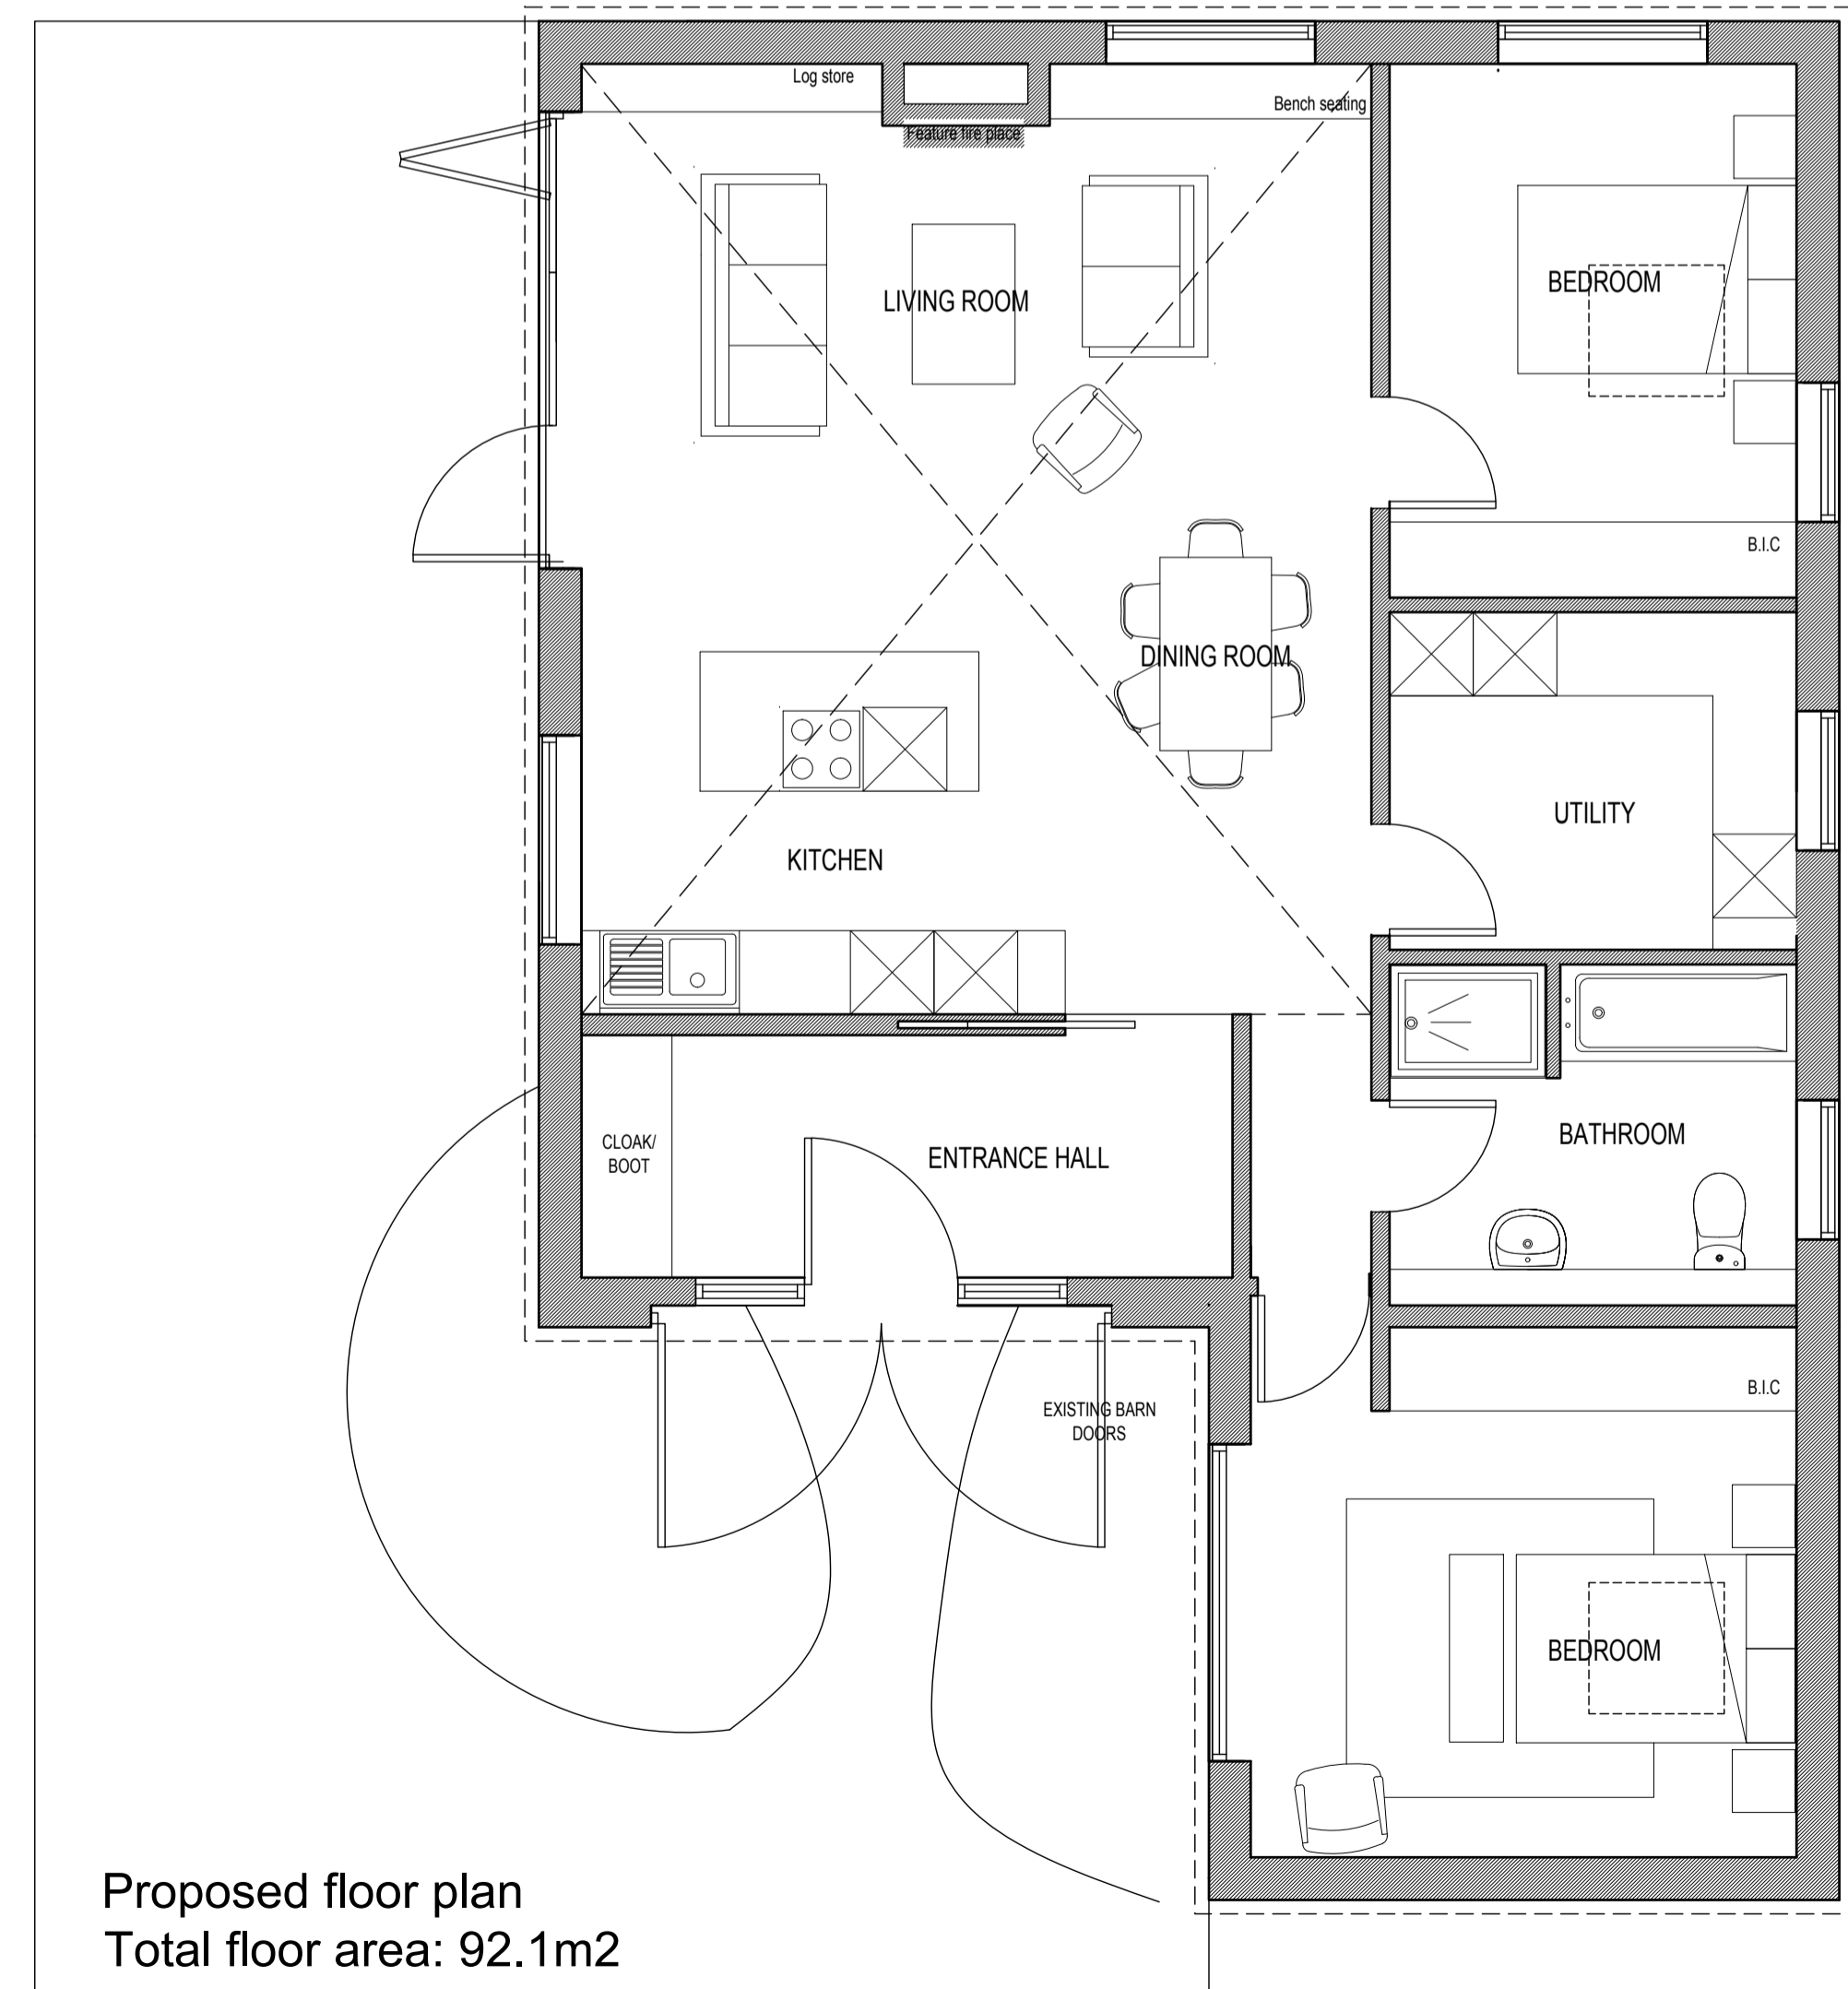 Log store
Bench seating
Feature fire place
LIVING ROOM
BEDROOM
B.I.C
DINING ROOM
UTILITY
KITCHEN
CLOAK/
BOOT
ENTRANCE HALL
BATHROOM
B.I.C
EXISTING BARN
DOORS
BEDROOM
Proposed floor plan
Total floor area: 92.1m2